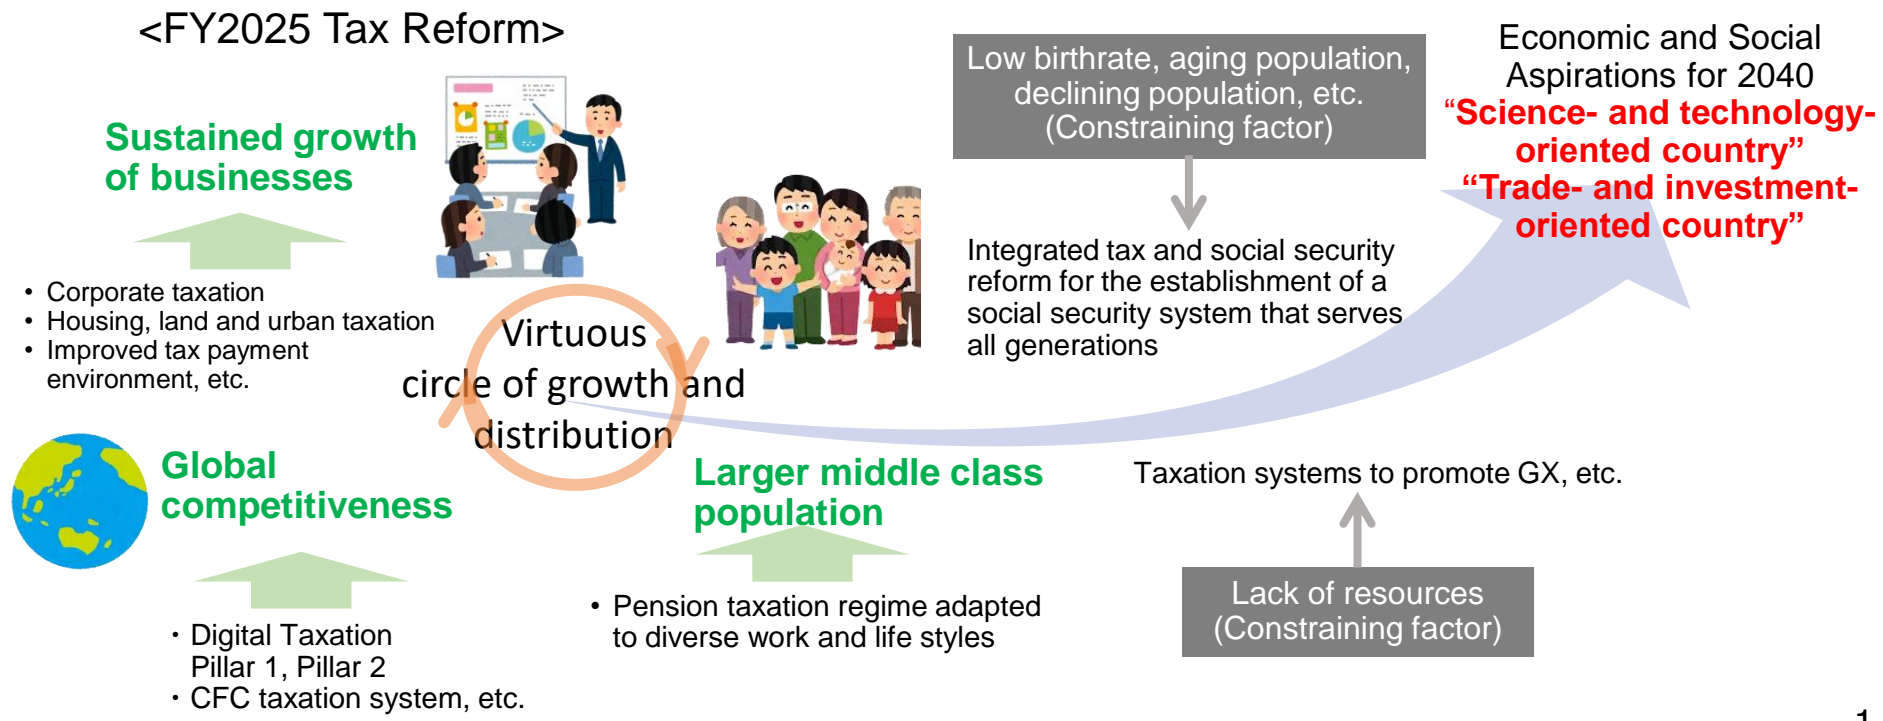 <FY2025 Tax Reform>
Sustained growth
of businesses
• Corporate taxation
• Housing, land and urban taxation
• Improved tax payment
environment, etc.
Virtuous
circle of growth and
distribution
Global
competitiveness
・Digital Taxation
Pillar 1, Pillar 2
・CFC taxation system, etc.
Larger middle class
population
• Pension taxation regime adapted
to diverse work and life styles
Low birthrate, aging population,
declining population, etc.
(Constraining factor)
Integrated tax and social security
reform for the establishment of a
social security system that serves
all generations
Economic and Social
Aspirations for 2040
“Science- and technology-
oriented country”
“Trade- and investment-
oriented country”
Taxation systems to promote GX, etc.
Lack of resources
(Constraining factor)
1